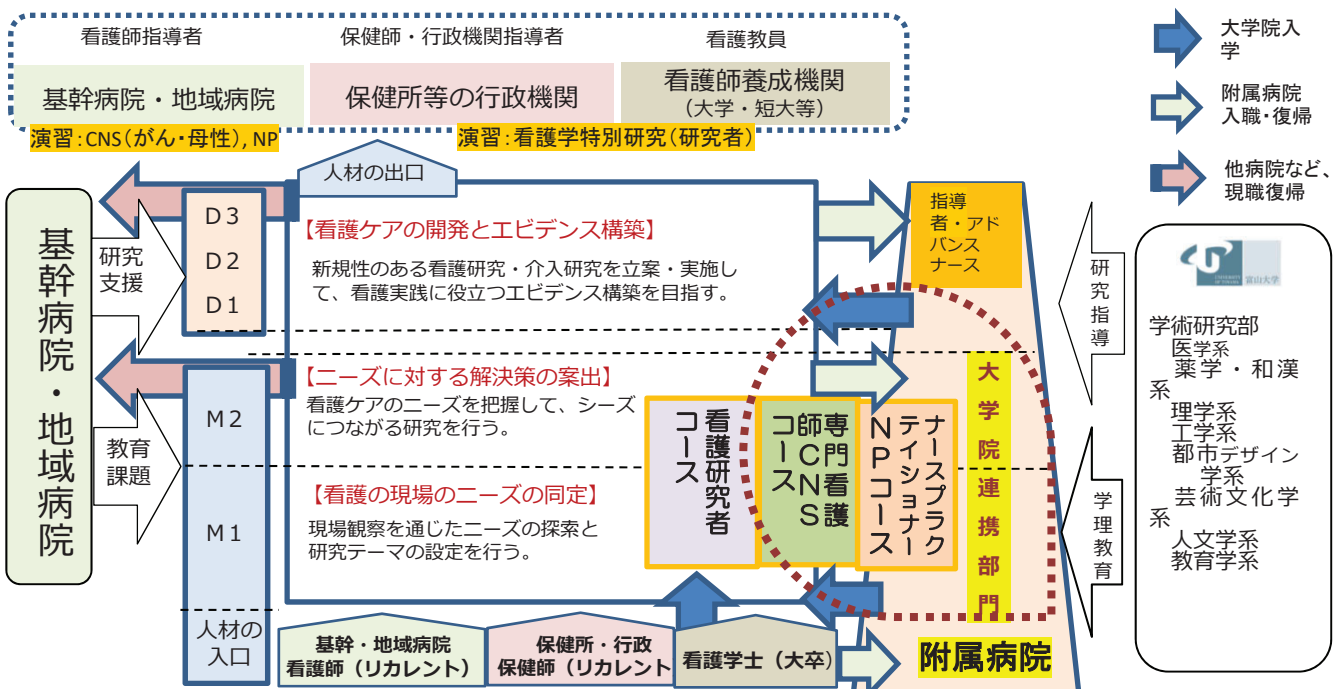 看護師指導者
保健師・行政機関指導者
看護教員
基幹病院・地域病院
保健所等の行政機関
看護師養成機関
（大学・短大等）
演習：CNS（がん・母性）, NP
演習：看護学特別研究（研究者）
人材の出口
大学院入
学
附属病院
入職・復帰
他病院など、
現職復帰
基幹病院・地域病院
研究
支援
教育
課題
D3
D2
D1
M2
M1
人材の
入口
【看護ケアの開発とエビデンス構築】
新規性のある看護研究・介入研究を立案・実施し
て、看護実践に役立つエビデンス構築を目指す。
【ニーズに対する解決策の案出】
看護ケアのニーズを把握して、シーズ
につながる研究を行う。
【看護の現場のニーズの同定】
現場観察を通じたニーズの探索と
研究テーマの設定を行う。
看護研究者
コース
専門看護
師CNS
コース
ナースプラク
ティショナー
NPコース
指導
者・アド
バンス
ナース
大学院連携部門
附属病院
基幹・地域病院
看護師（リカレント）
保健所・行政
保健師（リカレント
看護学士（大卒）
研究指導
学理教育
富山大学
学術研究部
医学系
薬学・和漢
系
理学系
工学系
都市デザイン
学系
芸術文化学
系
人文学系
教育学系